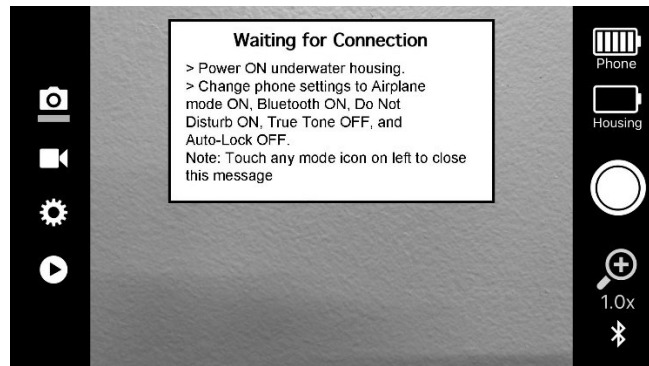 Waiting for Connection
> Power ON underwater housing.
> Change phone settings to Airplane
mode ON, Bluetooth ON, Do Not
Disturb ON, True Tone OFF, and
Auto-Lock OFF.
Note: Touch any mode icon on left to close
this message
Phone
Housing
1.0x